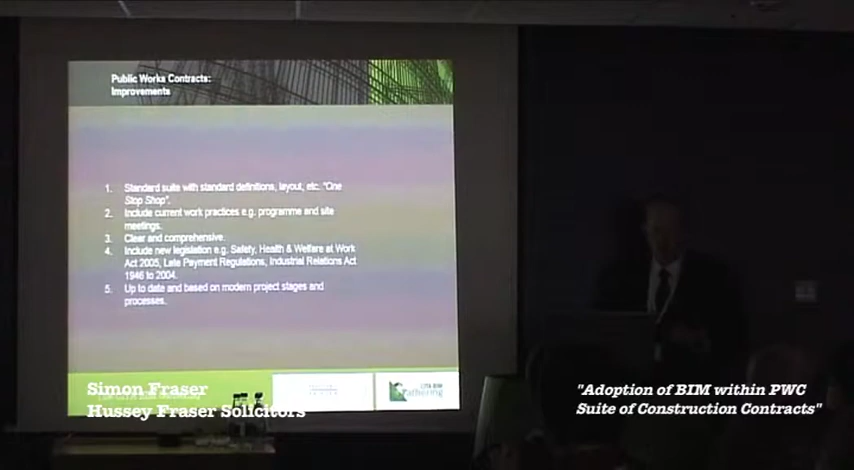 Public Works Contracts:
Improvements
1. Standard suite with standard definitions, layout, etc. "One
Stop Shop".
2. Include current work practices e.g. programme and site
meetings.
3. Clear and comprehensive.
4. Include new legislation e.g. Safety, Health & Welfare at Work
Act 2005, Late Payment Regulations, Industrial Relations Act
1946 to 2004.
5. Up to date and based on modern project stages and
processes.
CITA BIM
Gathering
Simon Fraser
Hussey Fraser Solicitors
"Adoption of BIM within PWC
Suite of Construction Contracts"